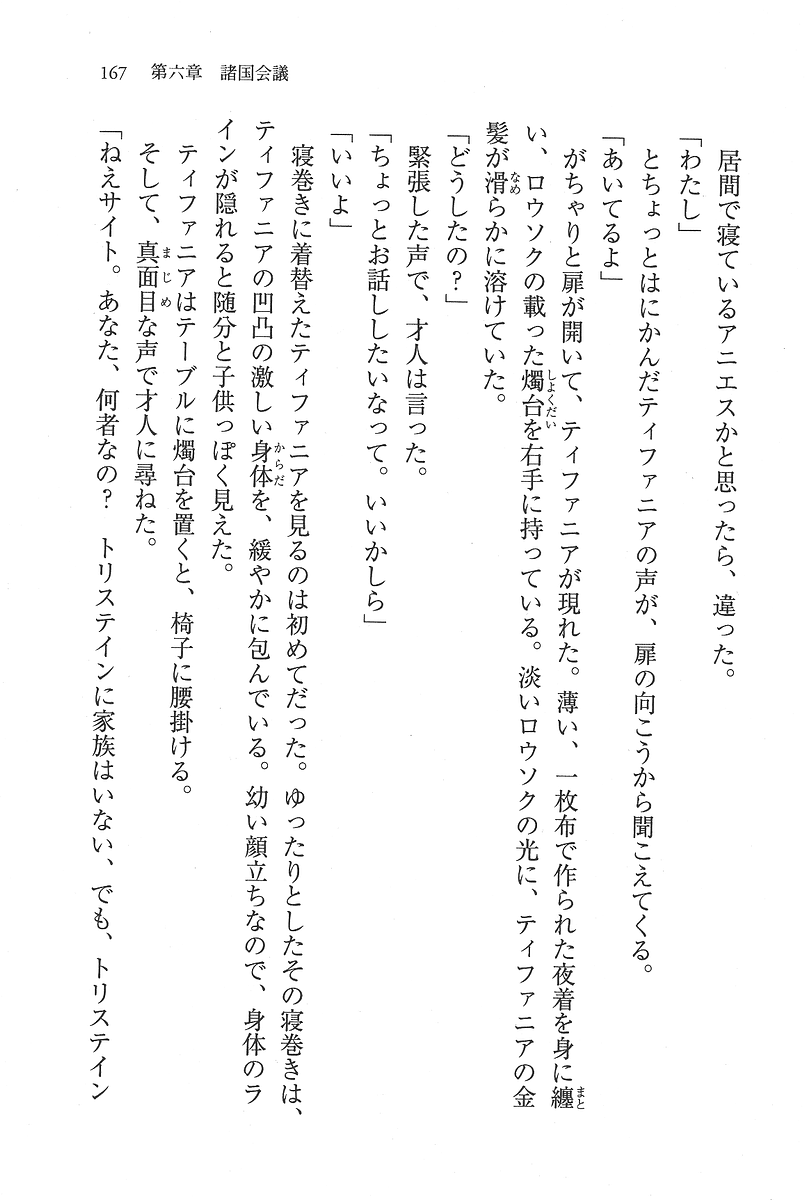 167　第六章　諸国会議
　居間で寝ているアニエスかと思ったら、違った。
「わたし」
　とちょっとはにかんだティファニアの声が、扉の向こうから聞こえてくる。
「あいてるよ」
　がちゃりと扉が開いて、ティファニアが現れた。薄い、一枚布で作られた夜着を身に纏
い、ロウソクの載った燭台を右手に持っている。淡いロウソクの光に、ティファニアの金
髪が滑らかに溶けていた。
「どうしたの？」
　緊張した声で、才人は言った。
「ちょっとお話ししたいなって。いいかしら」
「いいよ」
　寝巻きに着替えたティファニアを見るのは初めてだった。ゆったりとしたその寝巻きは、
ティファニアの凹凸の激しい身体を、緩やかに包んでいる。幼い顔立ちなので、身体のラ
インが隠れると随分と子供っぽく見えた。
　ティファニアはテーブルに燭台を置くと、椅子に腰掛ける。
　そして、真面目な声で才人に尋ねた。
「ねえサイト。あなた、何者なの？　トリステインに家族はいない、でも、トリステイン